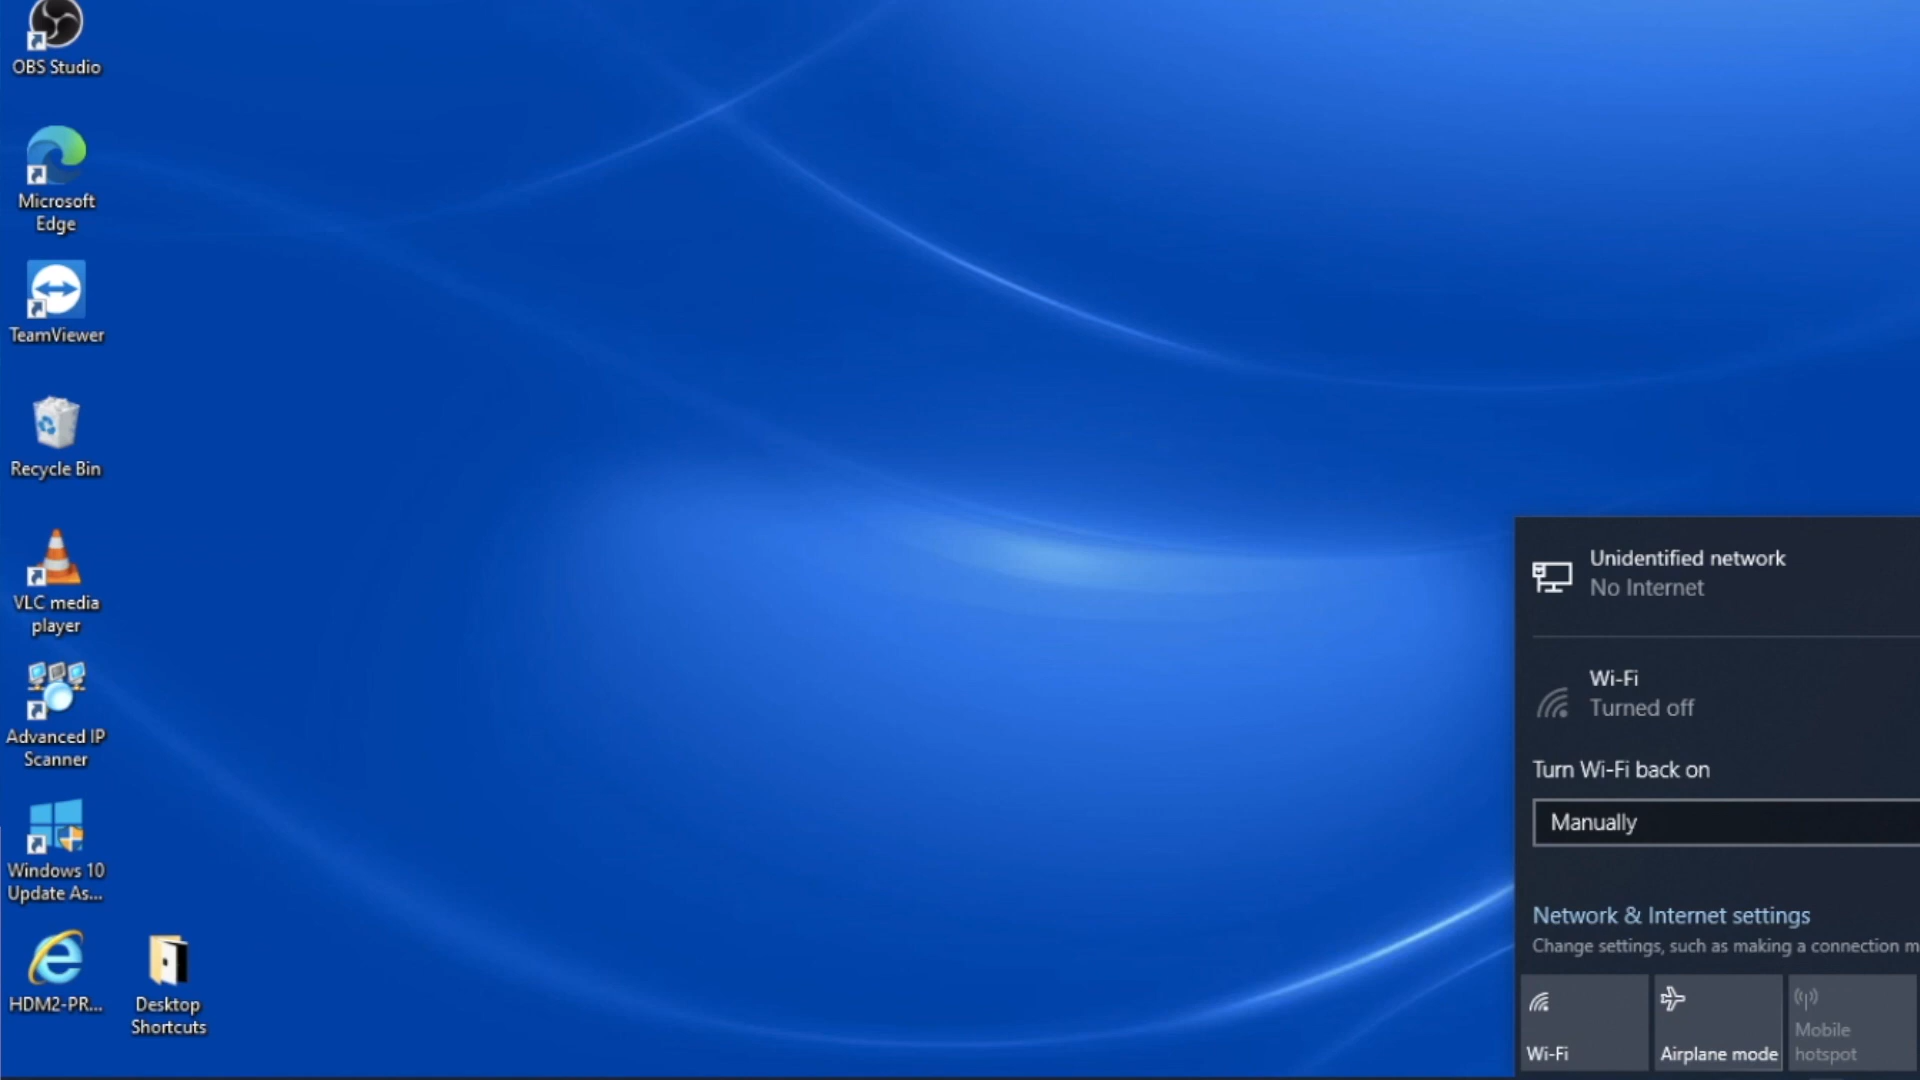 OBS Studio
Microsoft
Edge
TeamViewer
Recycle Bin
VLC media
player
Advanced IP
Scanner
Windows 10
Update As...
HDM2-PR...
Desktop
Shortcuts
Unidentified network
No Internet
Wi-Fi
Turned off
Turn Wi-Fi back on
Manually
Network & Internet settings
Change settings, such as making a connection m
Wi-Fi
Airplane mode
Mobile
hotspot